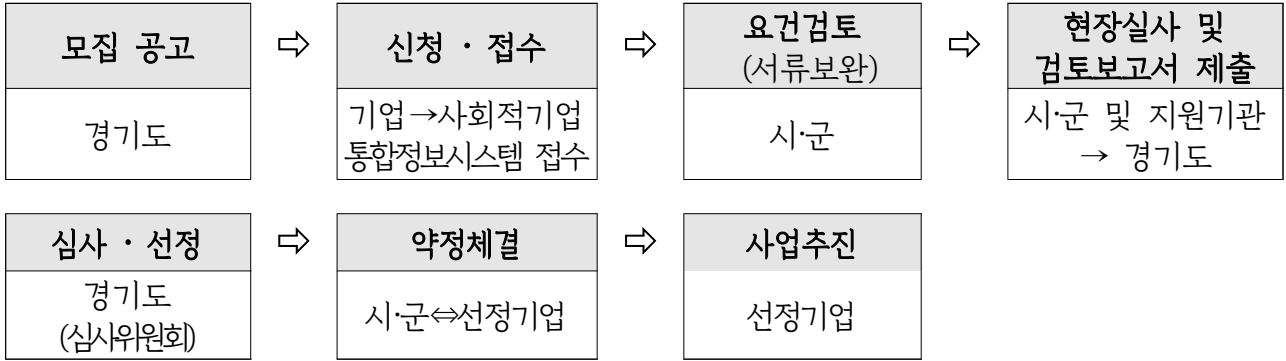 모집 공고
⇨
신청 · 접수
⇨
요건검토
(서류보완)
⇨
현장실사 및
검토보고서 제출
경기도
기업→사회적기업
통합정보시스템 접수
시·군
시·군 및 지원기관
→ 경기도
심사 · 선정
⇨
약정체결
⇨
사업추진
경기도
(심사위원회)
시·군⇔선정기업
선정기업